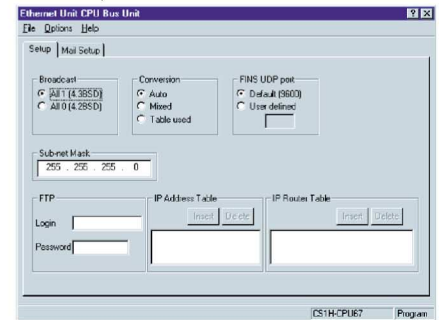 Ethernet Unit CPU Bus Unit
File Options Help
Setup Mail Setup
Broadcast
All 1 (4.3BSD)
All 0 (4.2BSD)
Conversion
Auto
Mixed
Table used
FINS UDP port
Default (9600)
User defined
Sub-net Mask
255 . 255 . 255 . 0
FTP
Login
Password
IP Address Table
Insert Delete
IP Router Table
Insert Delete
CS1H-CPU67 Program